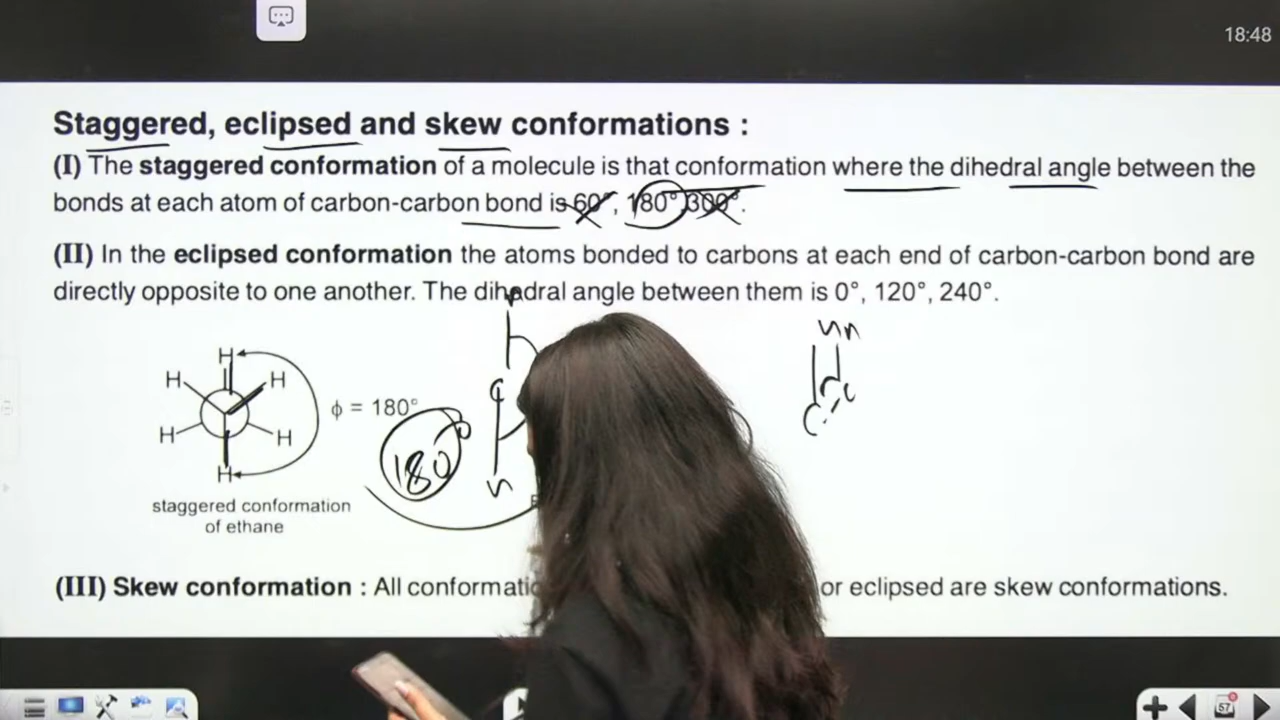 18:48
Staggered, eclipsed and skew conformations :
(I) The staggered conformation of a molecule is that conformation where the dihedral angle between the
bonds at each atom of carbon-carbon bond is 60°, 180° 300°.
(II) In the eclipsed conformation the atoms bonded to carbons at each end of carbon-carbon bond are
directly opposite to one another. The dihedral angle between them is 0°, 120°, 240°.
H
H H
ϕ = 180°
H H
H
180°
staggered conformation
of ethane
(III) Skew conformation : All conformatio
or eclipsed are skew conformations.
57